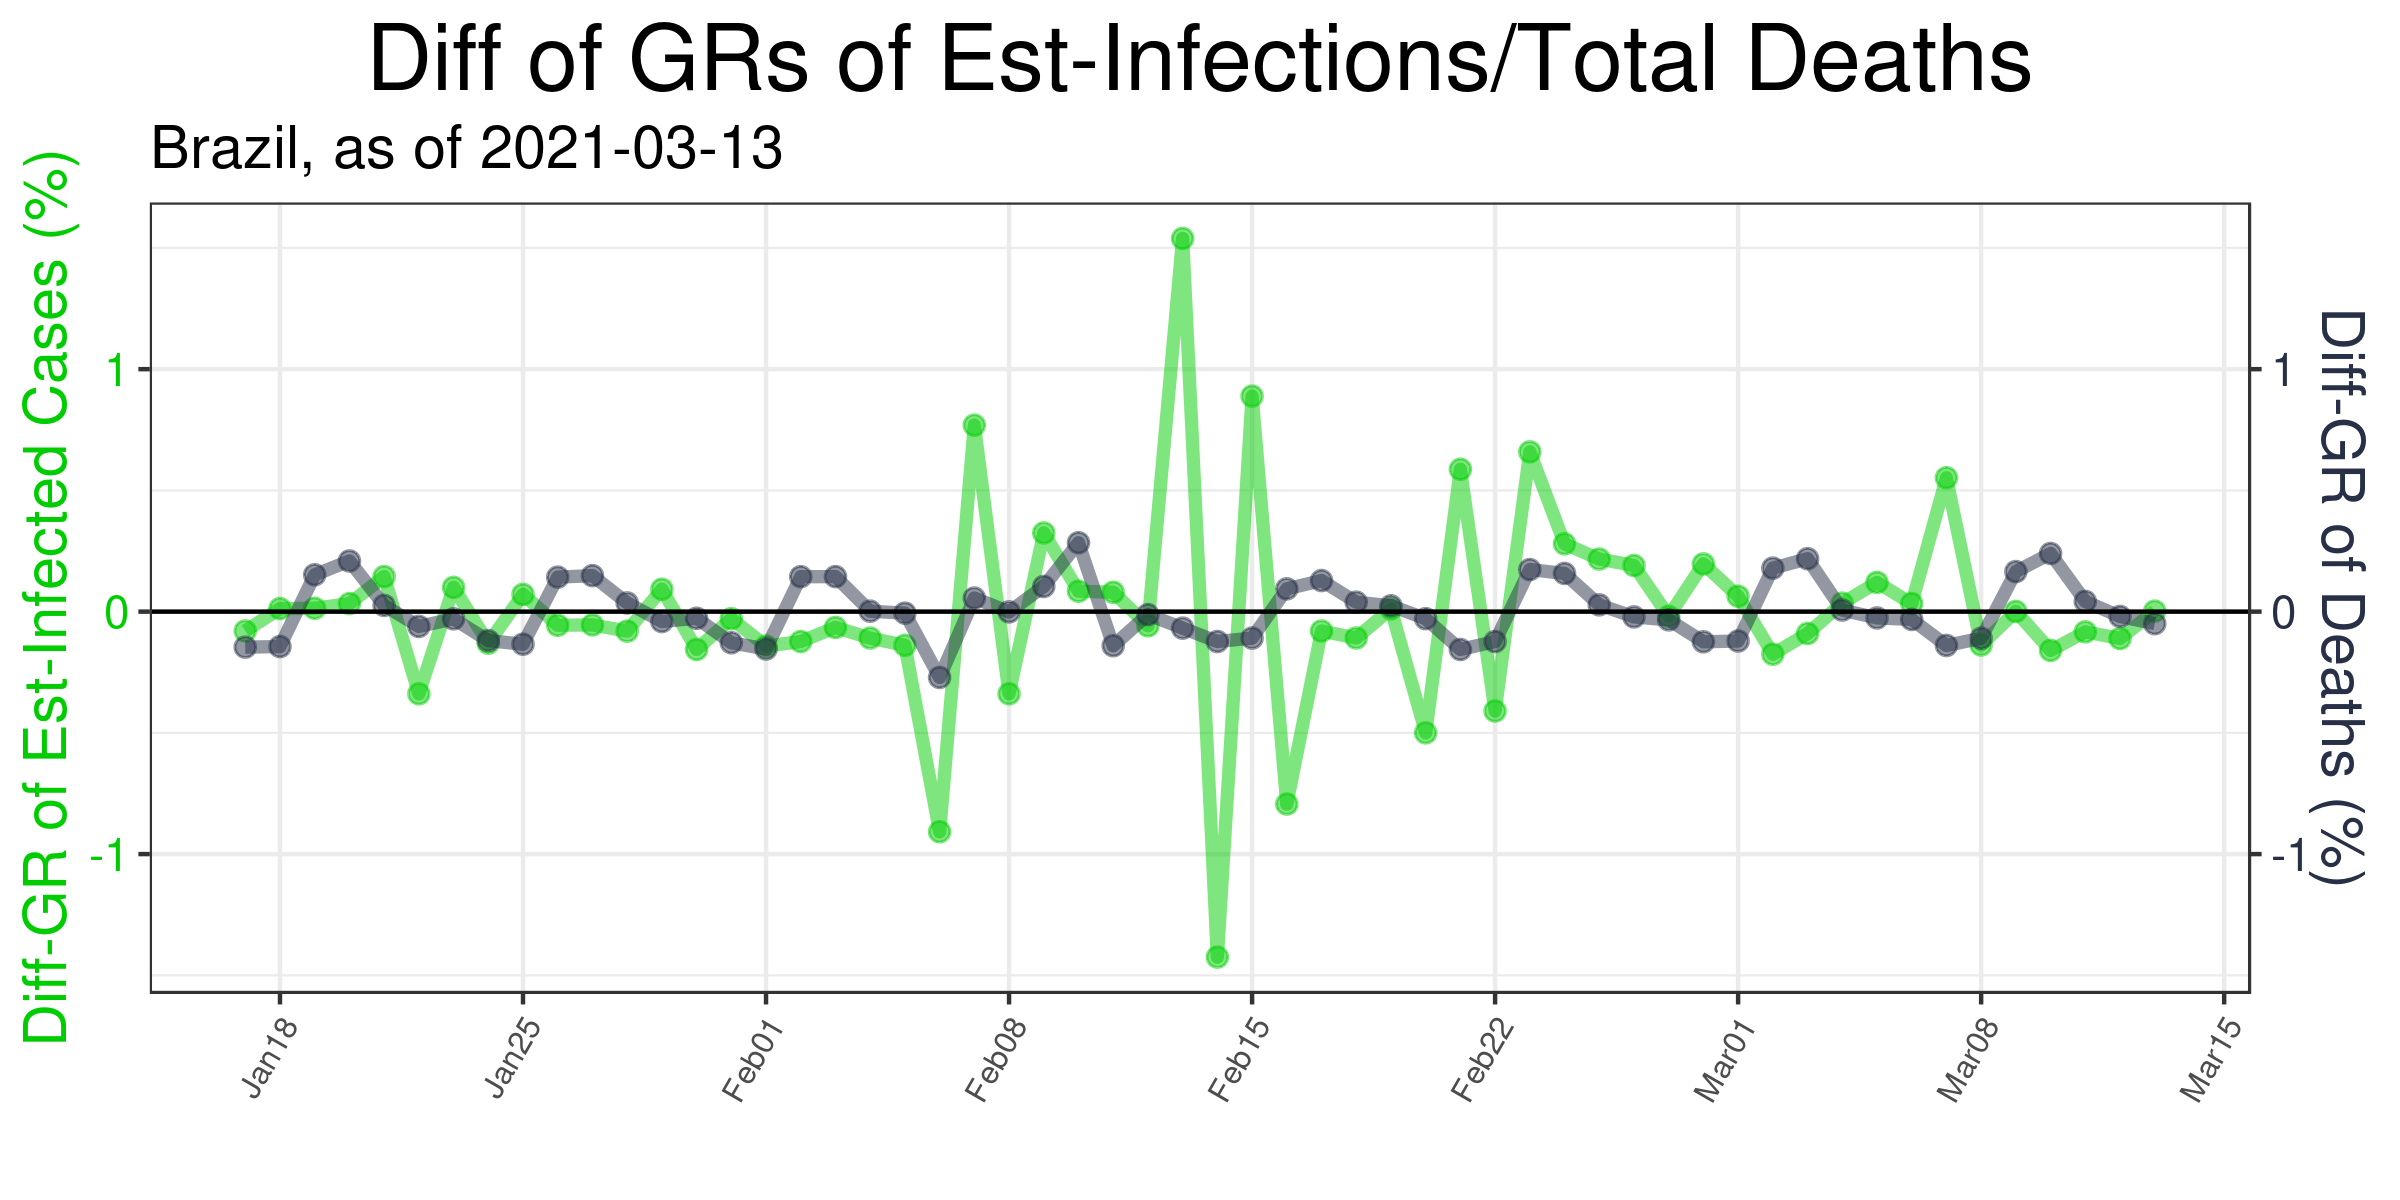 Diff of GRs of Est-Infections/Total Deaths
Brazil, as of 2021-03-13
Diff-GR of Est-Infected Cases (%)
1
0
-1
1
0
-1
Diff-GR of Deaths (%)
Jan18
Jan25
Feb01
Feb08
Feb15
Feb22
Mar01
Mar08
Mar15